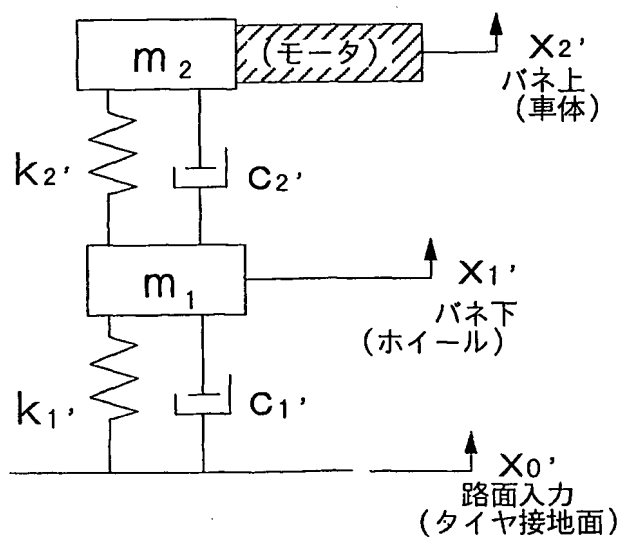 m₂ (モータ)
x₂'
バネ上
(車体)
k₂' c₂'
m₁
x₁'
バネ下
(ホイール)
k₁' c₁'
x₀'
路面入力
(タイヤ接地面)